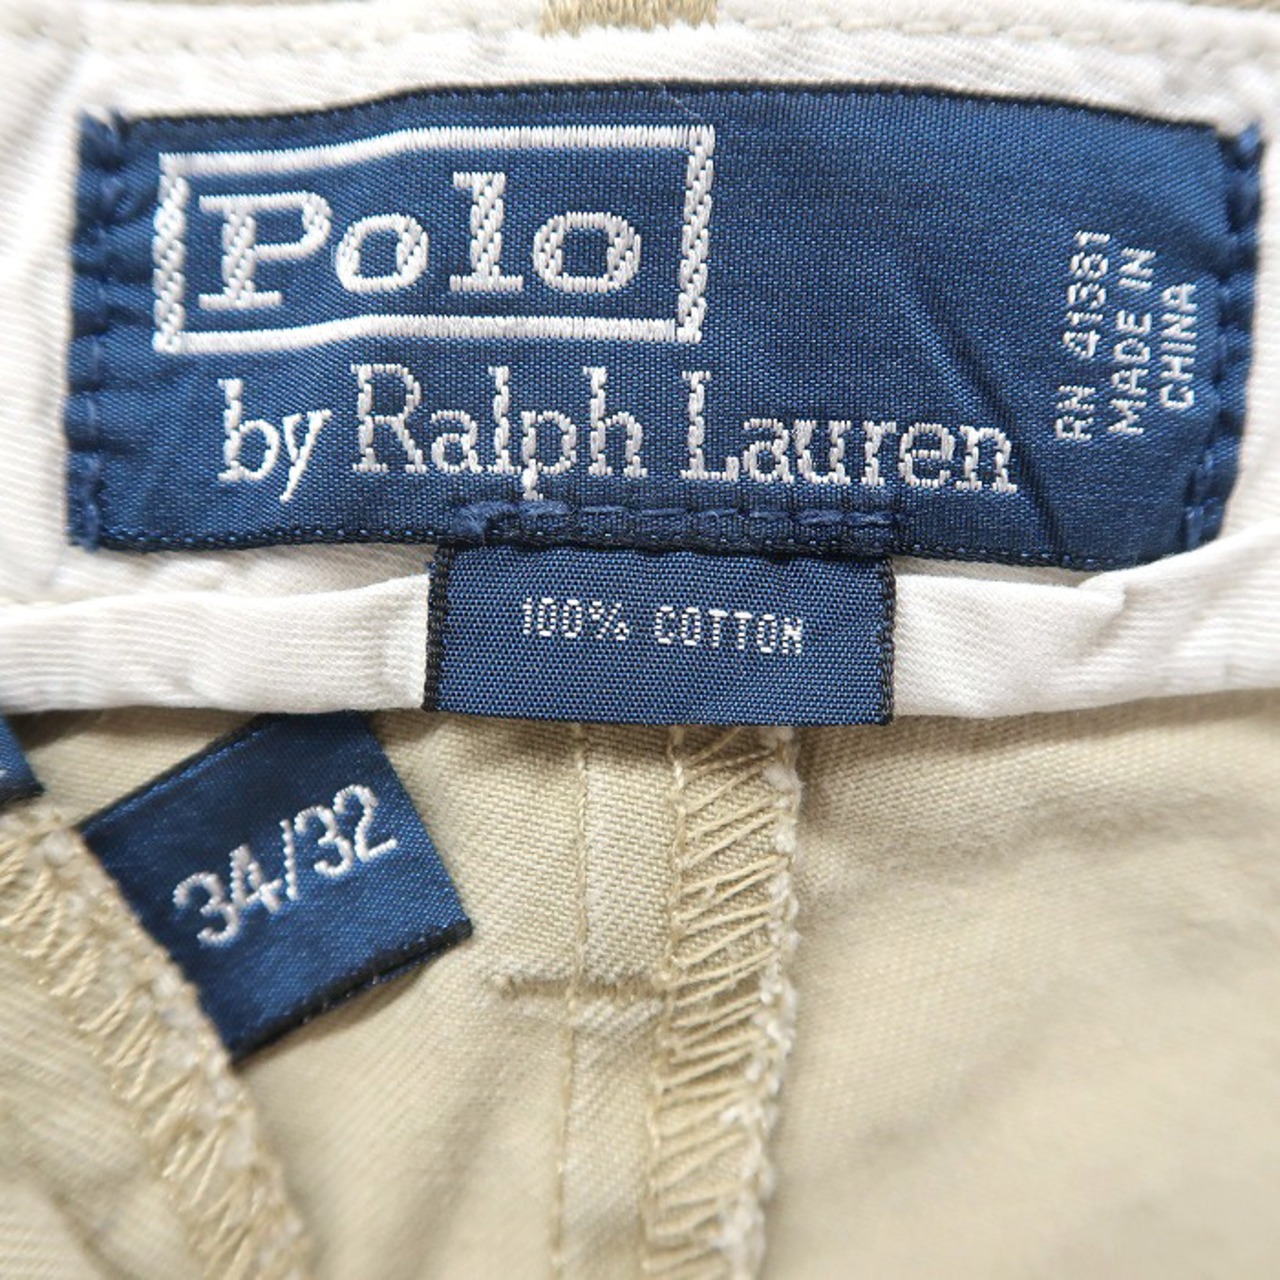 Polo
by Ralph Lauren
RN 41381
MADE IN
CHINA
100% COTTON
34/32